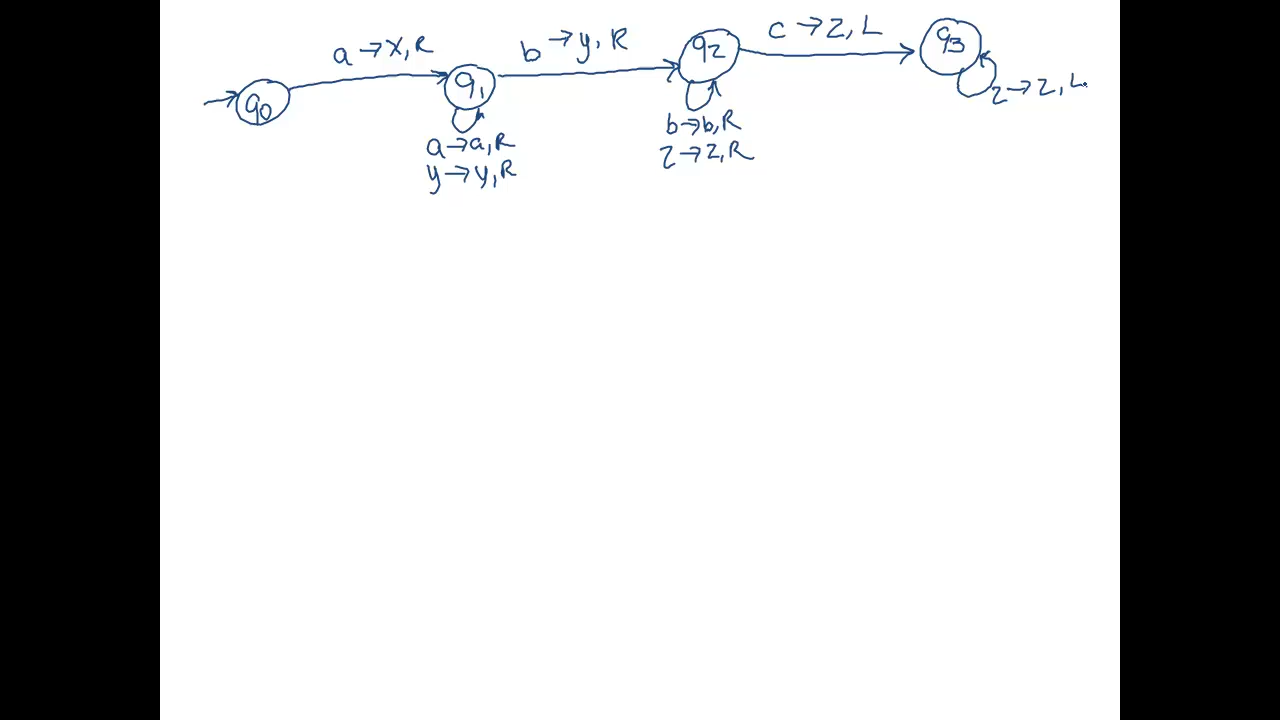 a → x, R
b → y, R
c → z, L
q0
q1
q2
q3
a → a, R
y → y, R
b → b, R
z → z, R
z → z, L